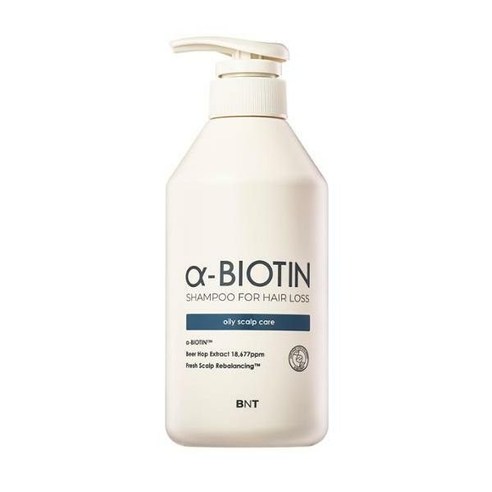 α-BIOTIN
SHAMPOO FOR HAIR LOSS
oily scalp care
α-BIOTIN™
Beer Hop Extract 18,677ppm
Fresh Scalp Rebalancing™
BNT